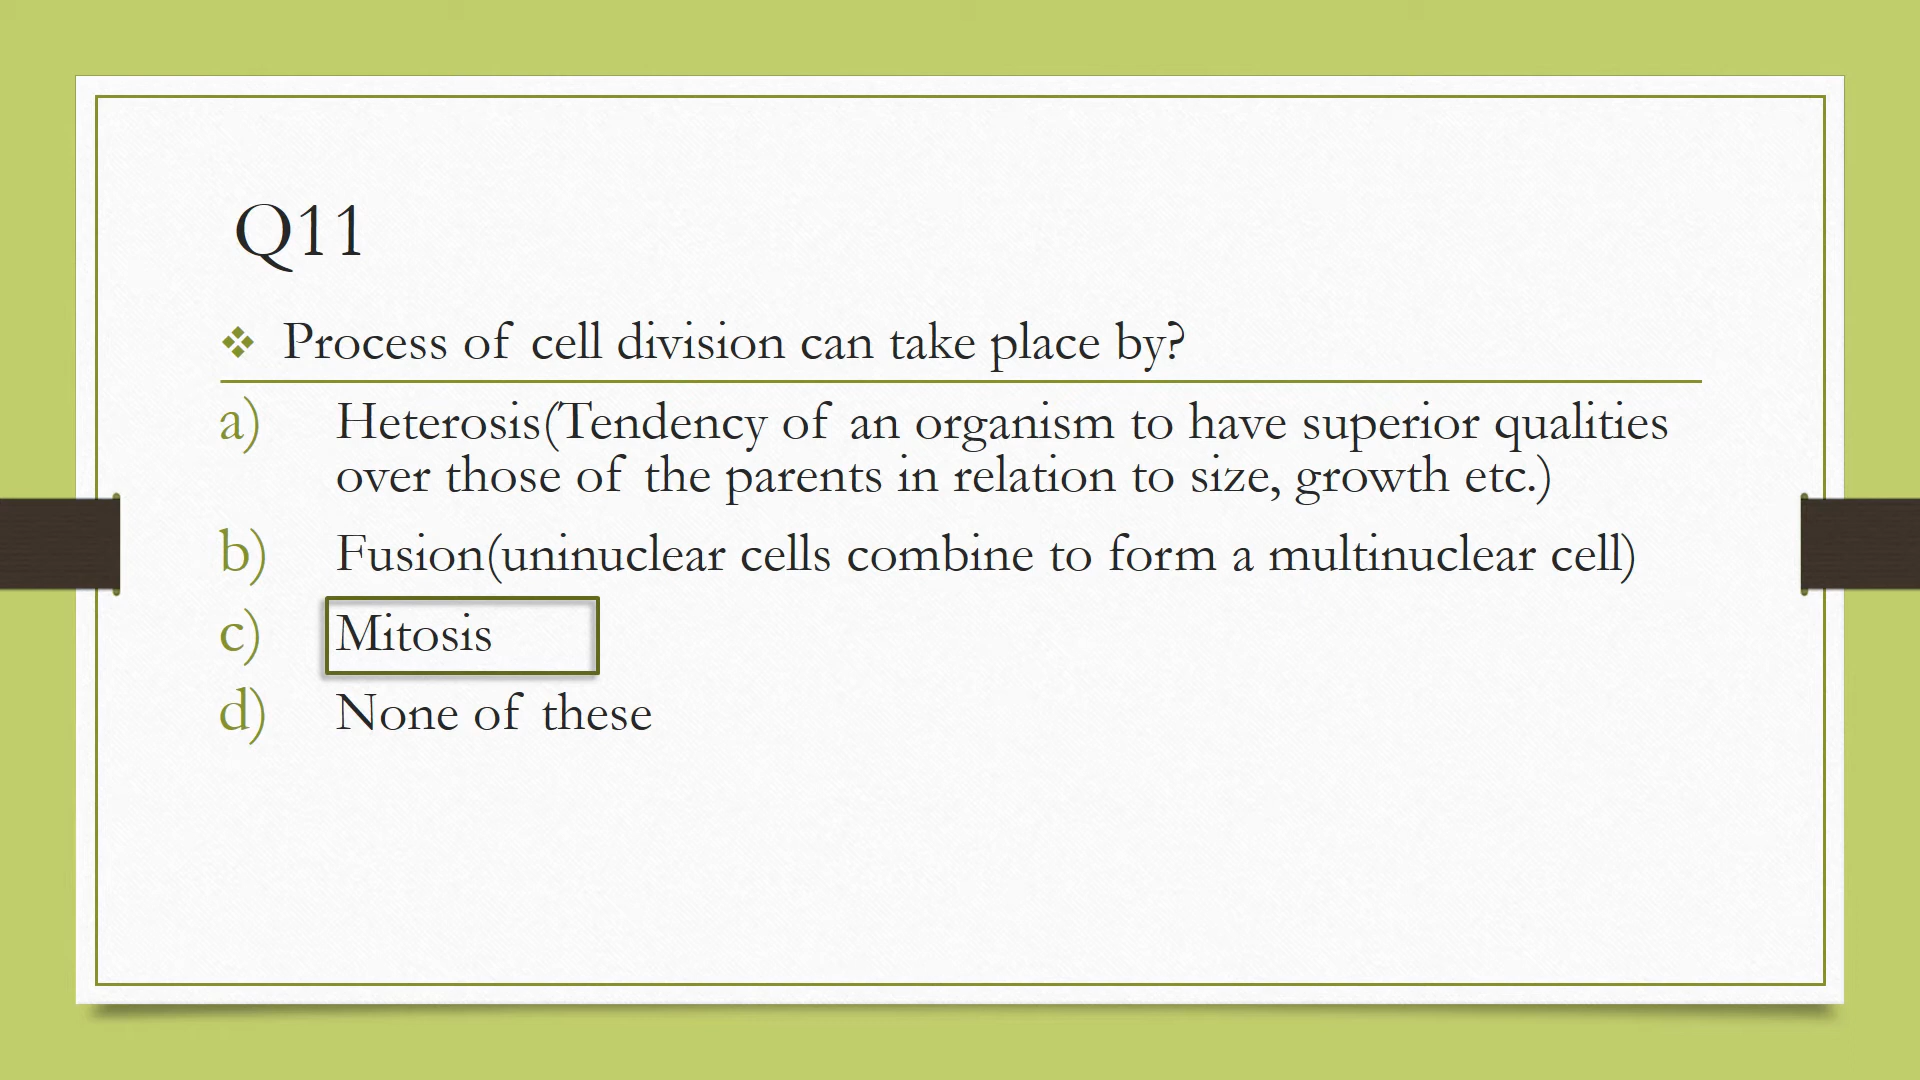 Q11
❖ Process of cell division can take place by?
a) Heterosis(Tendency of an organism to have superior qualities
over those of the parents in relation to size, growth etc.)
b) Fusion(uninuclear cells combine to form a multinuclear cell)
c) Mitosis
d) None of these